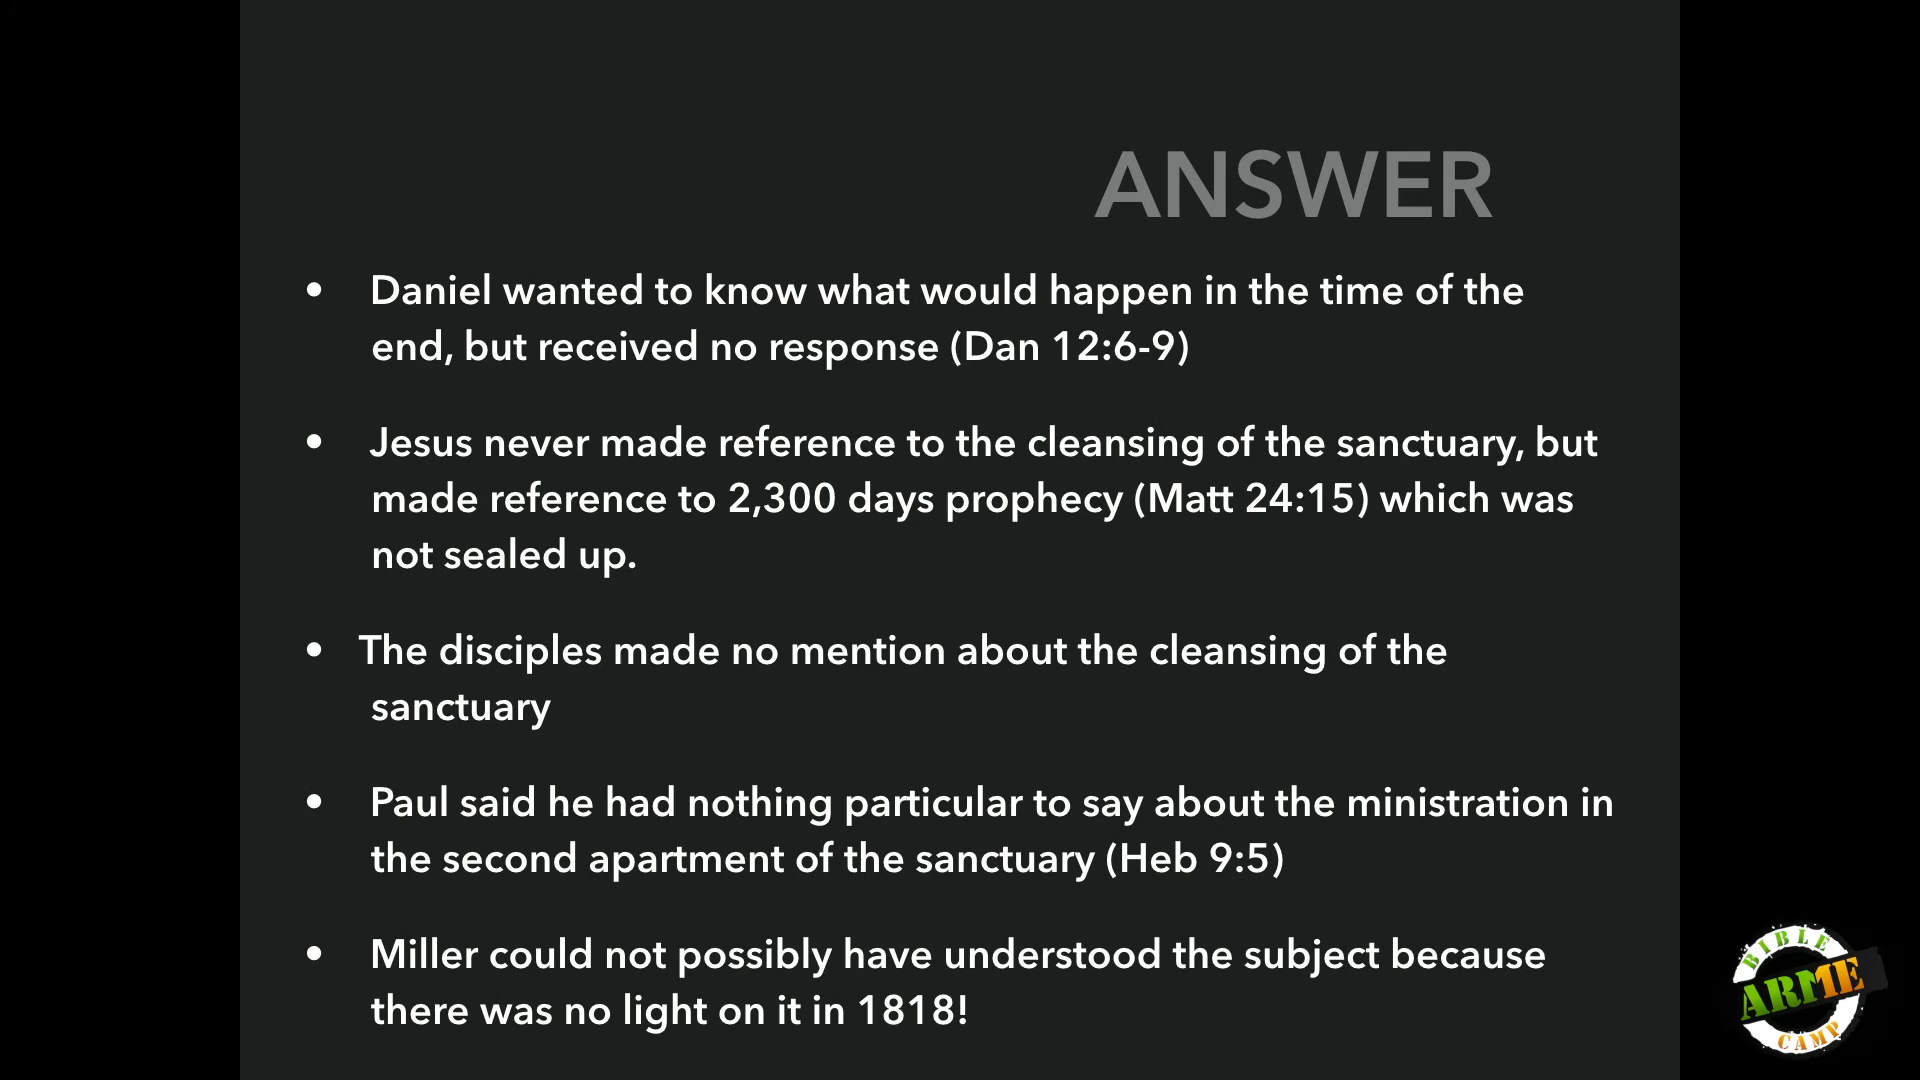 ANSWER
• Daniel wanted to know what would happen in the time of the
end, but received no response (Dan 12:6-9)
• Jesus never made reference to the cleansing of the sanctuary, but
made reference to 2,300 days prophecy (Matt 24:15) which was
not sealed up.
• The disciples made no mention about the cleansing of the
sanctuary
• Paul said he had nothing particular to say about the ministration in
the second apartment of the sanctuary (Heb 9:5)
• Miller could not possibly have understood the subject because
there was no light on it in 1818!
BIBLE
ARME
CAMP